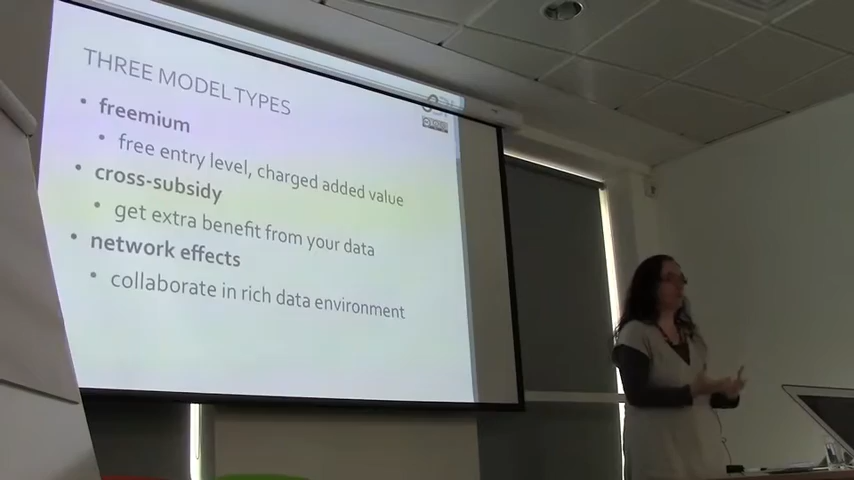 THREE MODEL TYPES
• freemium
• free entry level, charged added value
• cross-subsidy
• get extra benefit from your data
• network effects
• collaborate in rich data environment